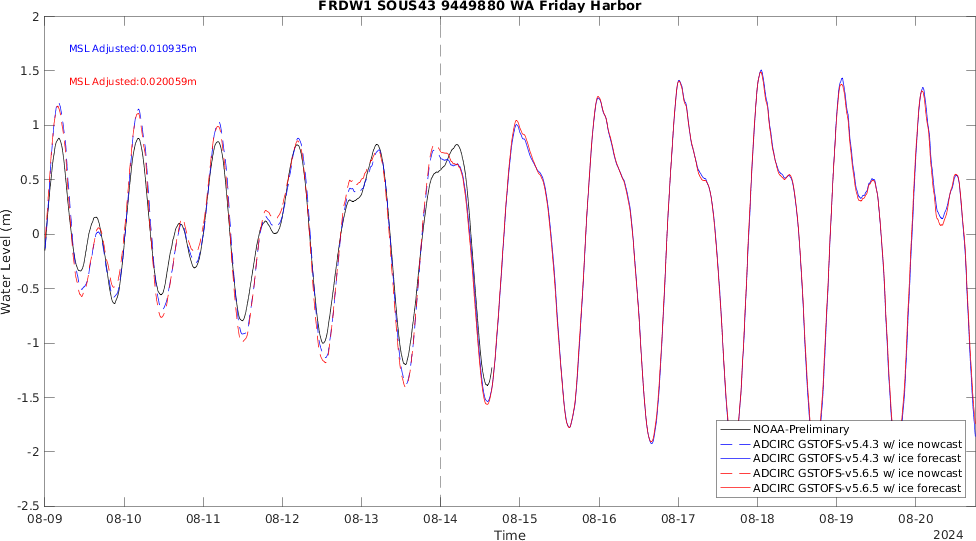 FRDW1 SOUS43 9449880 WA Friday Harbor
MSL Adjusted:0.010935m
MSL Adjusted:0.020059m
Water Level (m)
2
1.5
1
0.5
0
-0.5
-1
-1.5
-2
-2.5
NOAA-Preliminary
ADCIRC GSTOFS-v5.4.3 w/ ice nowcast
ADCIRC GSTOFS-v5.4.3 w/ ice forecast
ADCIRC GSTOFS-v5.6.5 w/ ice nowcast
ADCIRC GSTOFS-v5.6.5 w/ ice forecast
08-09 08-10 08-11 08-12 08-13 08-14 08-15 08-16 08-17 08-18 08-19 08-20
Time
2024